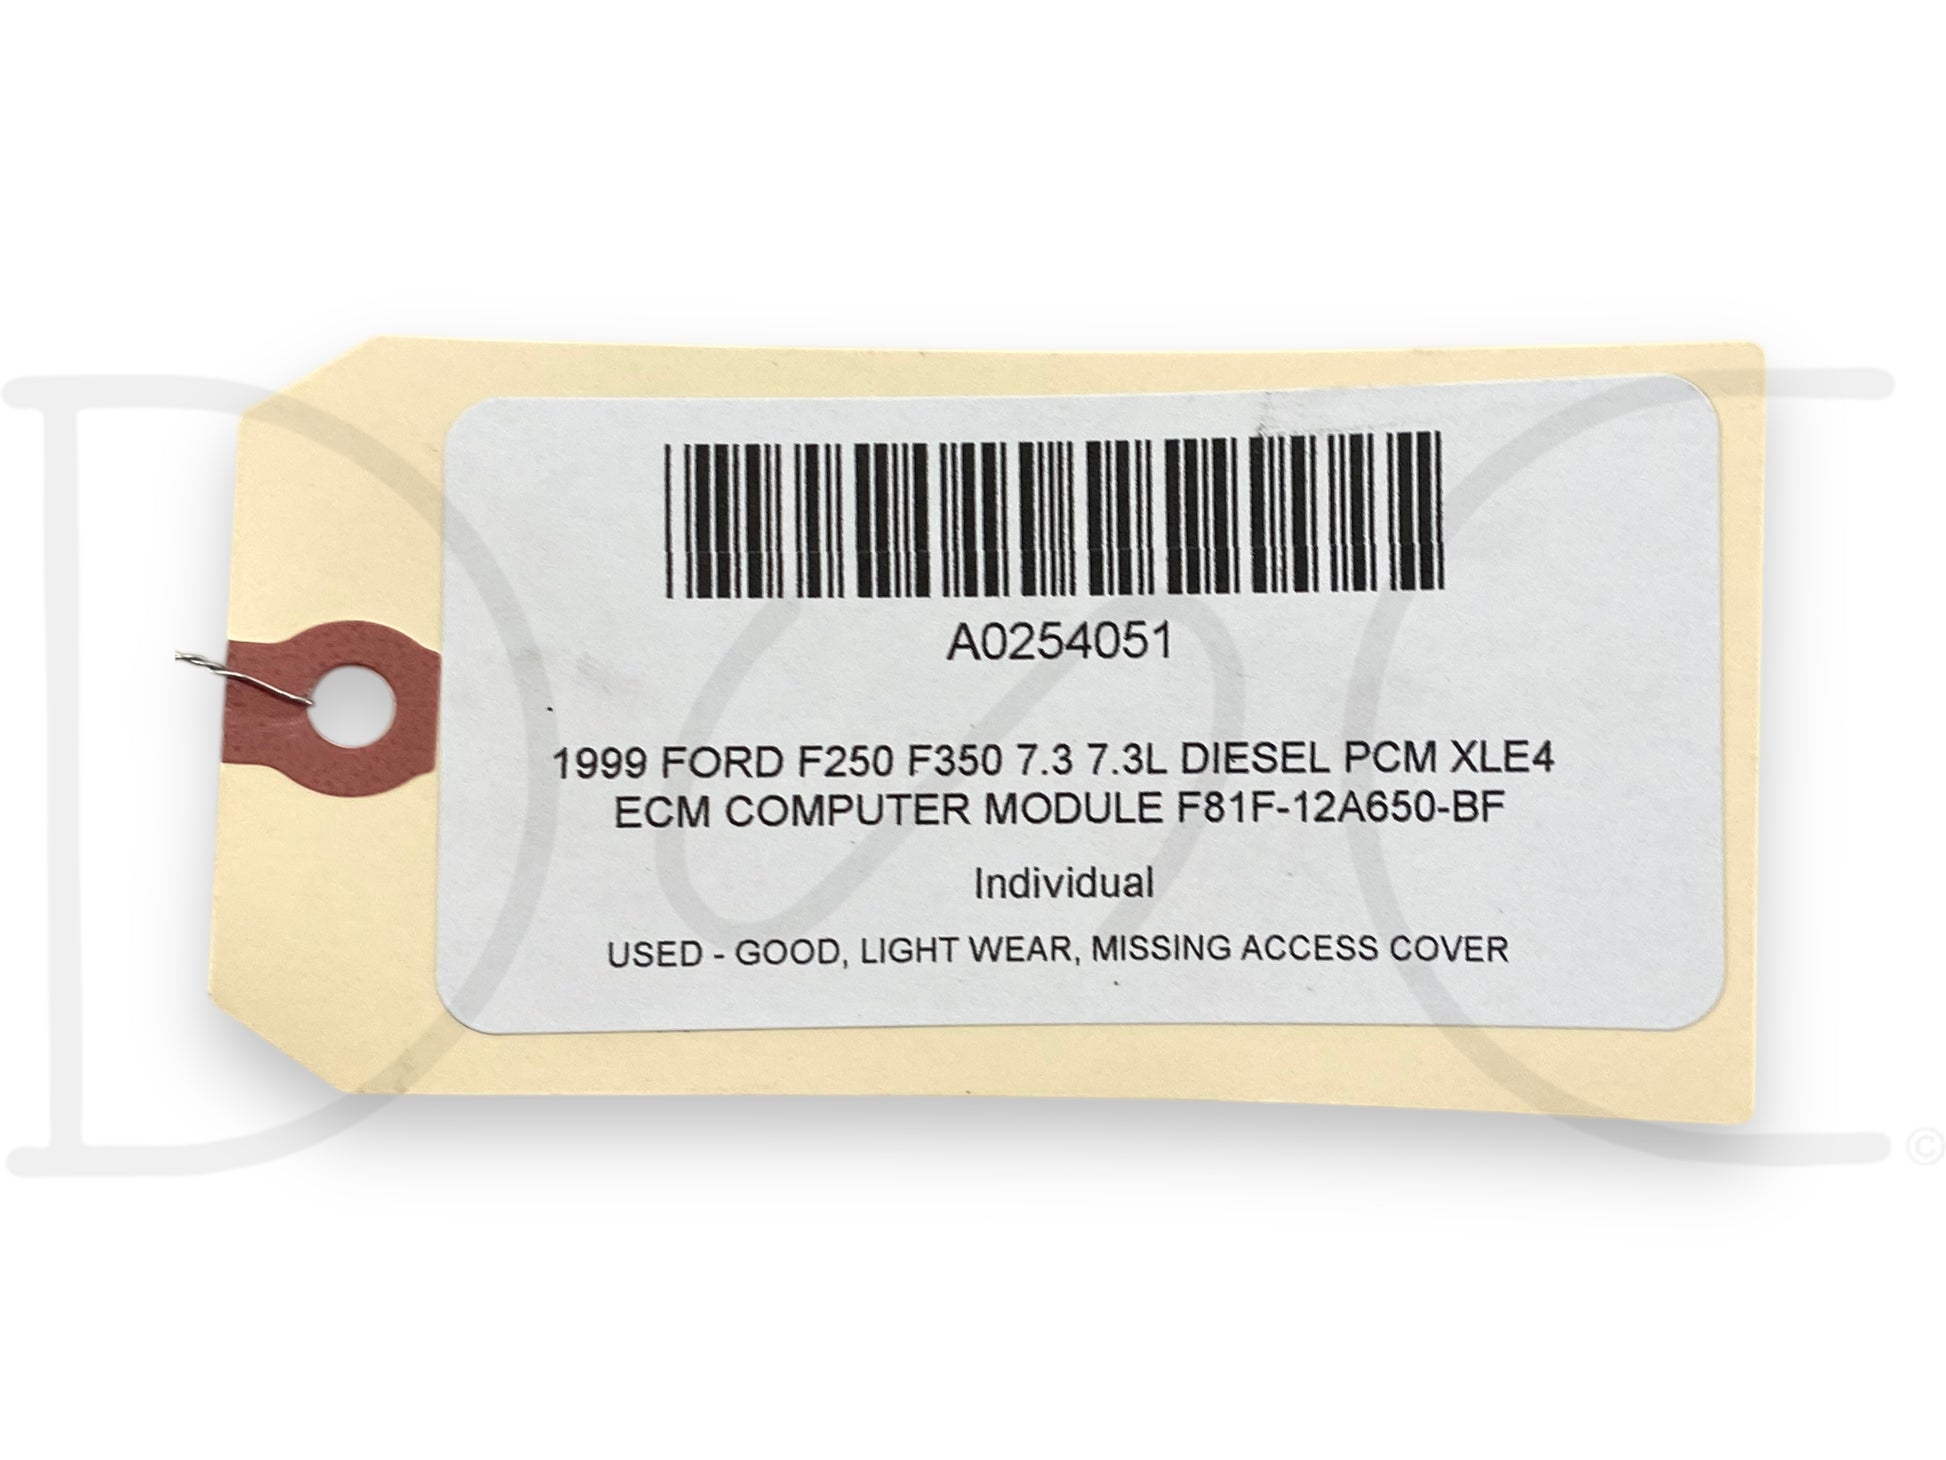 A0254051
1999 FORD F250 F350 7.3 7.3L DIESEL PCM XLE4
ECM COMPUTER MODULE F81F-12A650-BF
Individual
USED - GOOD, LIGHT WEAR, MISSING ACCESS COVER
©